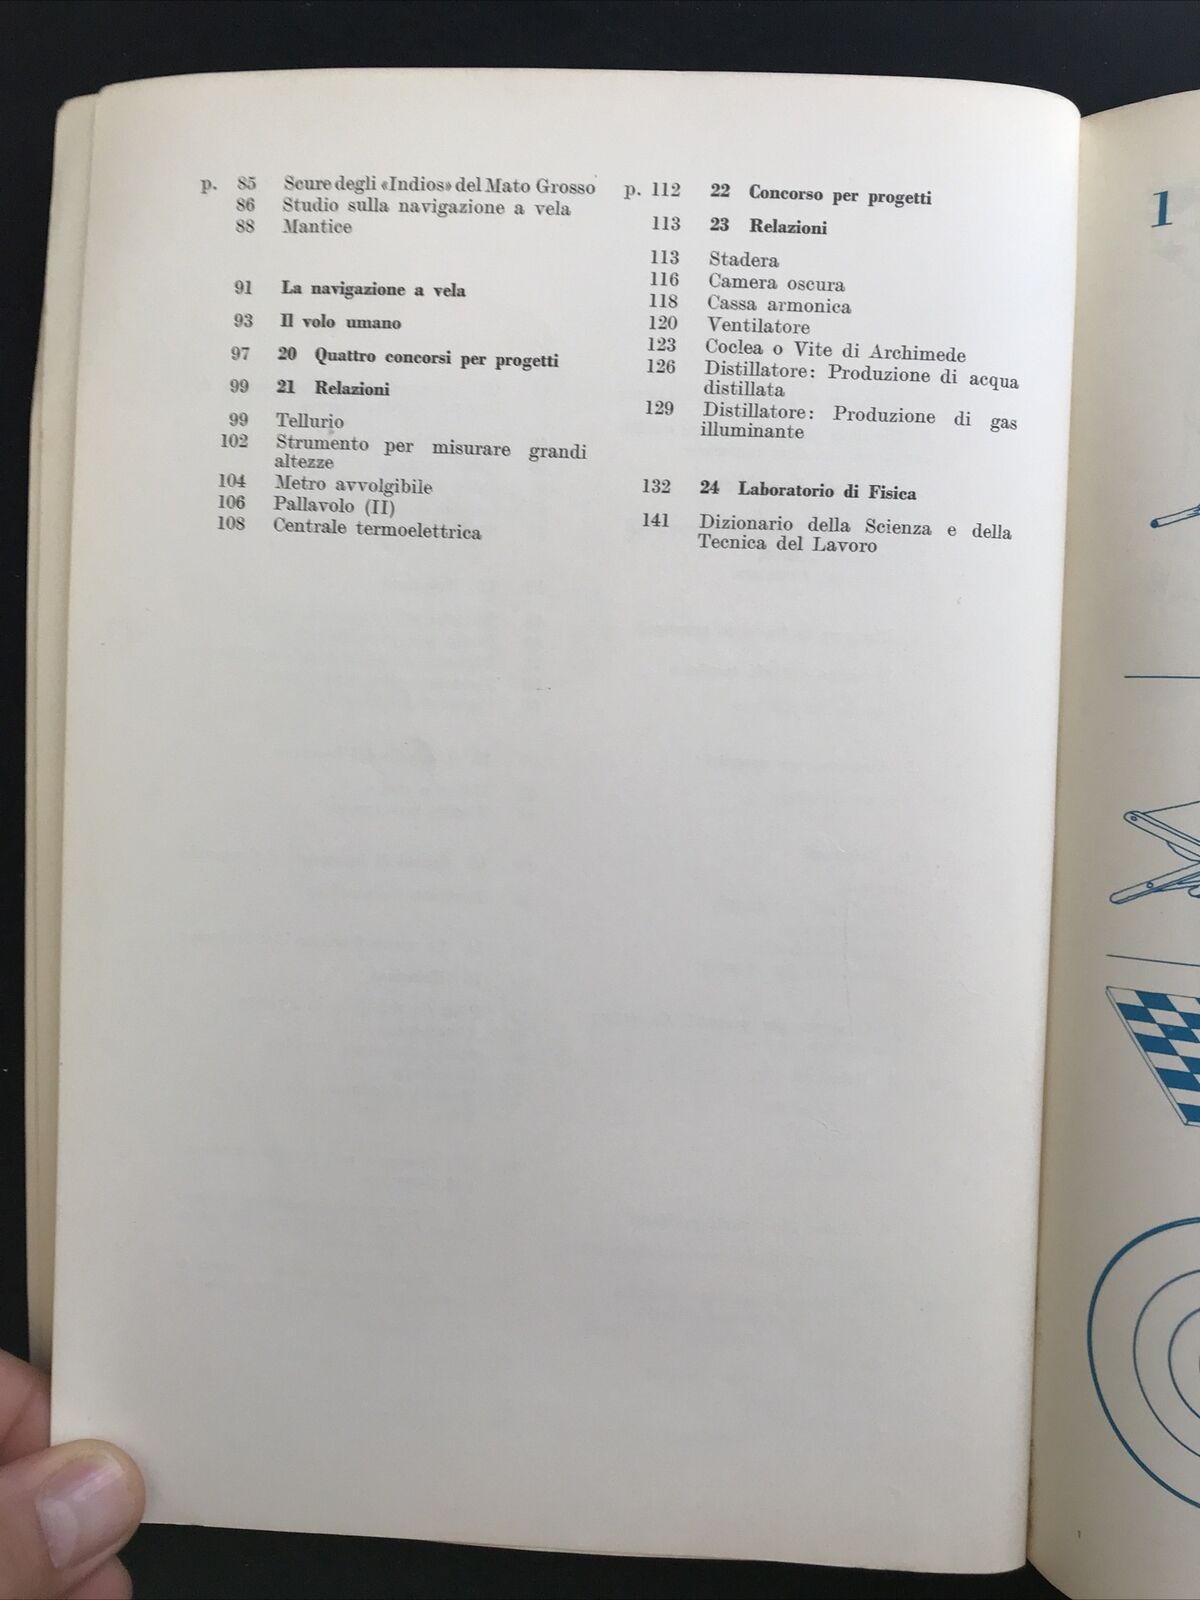 p. 85 Scure degli «Indios» del Mato Grosso
86 Studio sulla navigazione a vela
88 Mantice
91 La navigazione a vela
93 Il volo umano
97 20 Quattro concorsi per progetti
99 21 Relazioni
99 Tellurio
102 Strumento per misurare grandi
altezze
104 Metro avvolgibile
106 Pallavolo (II)
108 Centrale termoelettrica
p. 112 22 Concorso per progetti
113 23 Relazioni
113 Stadera
116 Camera oscura
118 Cassa armonica
120 Ventilatore
123 Coclea o Vite di Archimede
126 Distillatore: Produzione di acqua
distillata
129 Distillatore: Produzione di gas
illuminante
132 24 Laboratorio di Fisica
141 Dizionario della Scienza e della
Tecnica del Lavoro
1
1